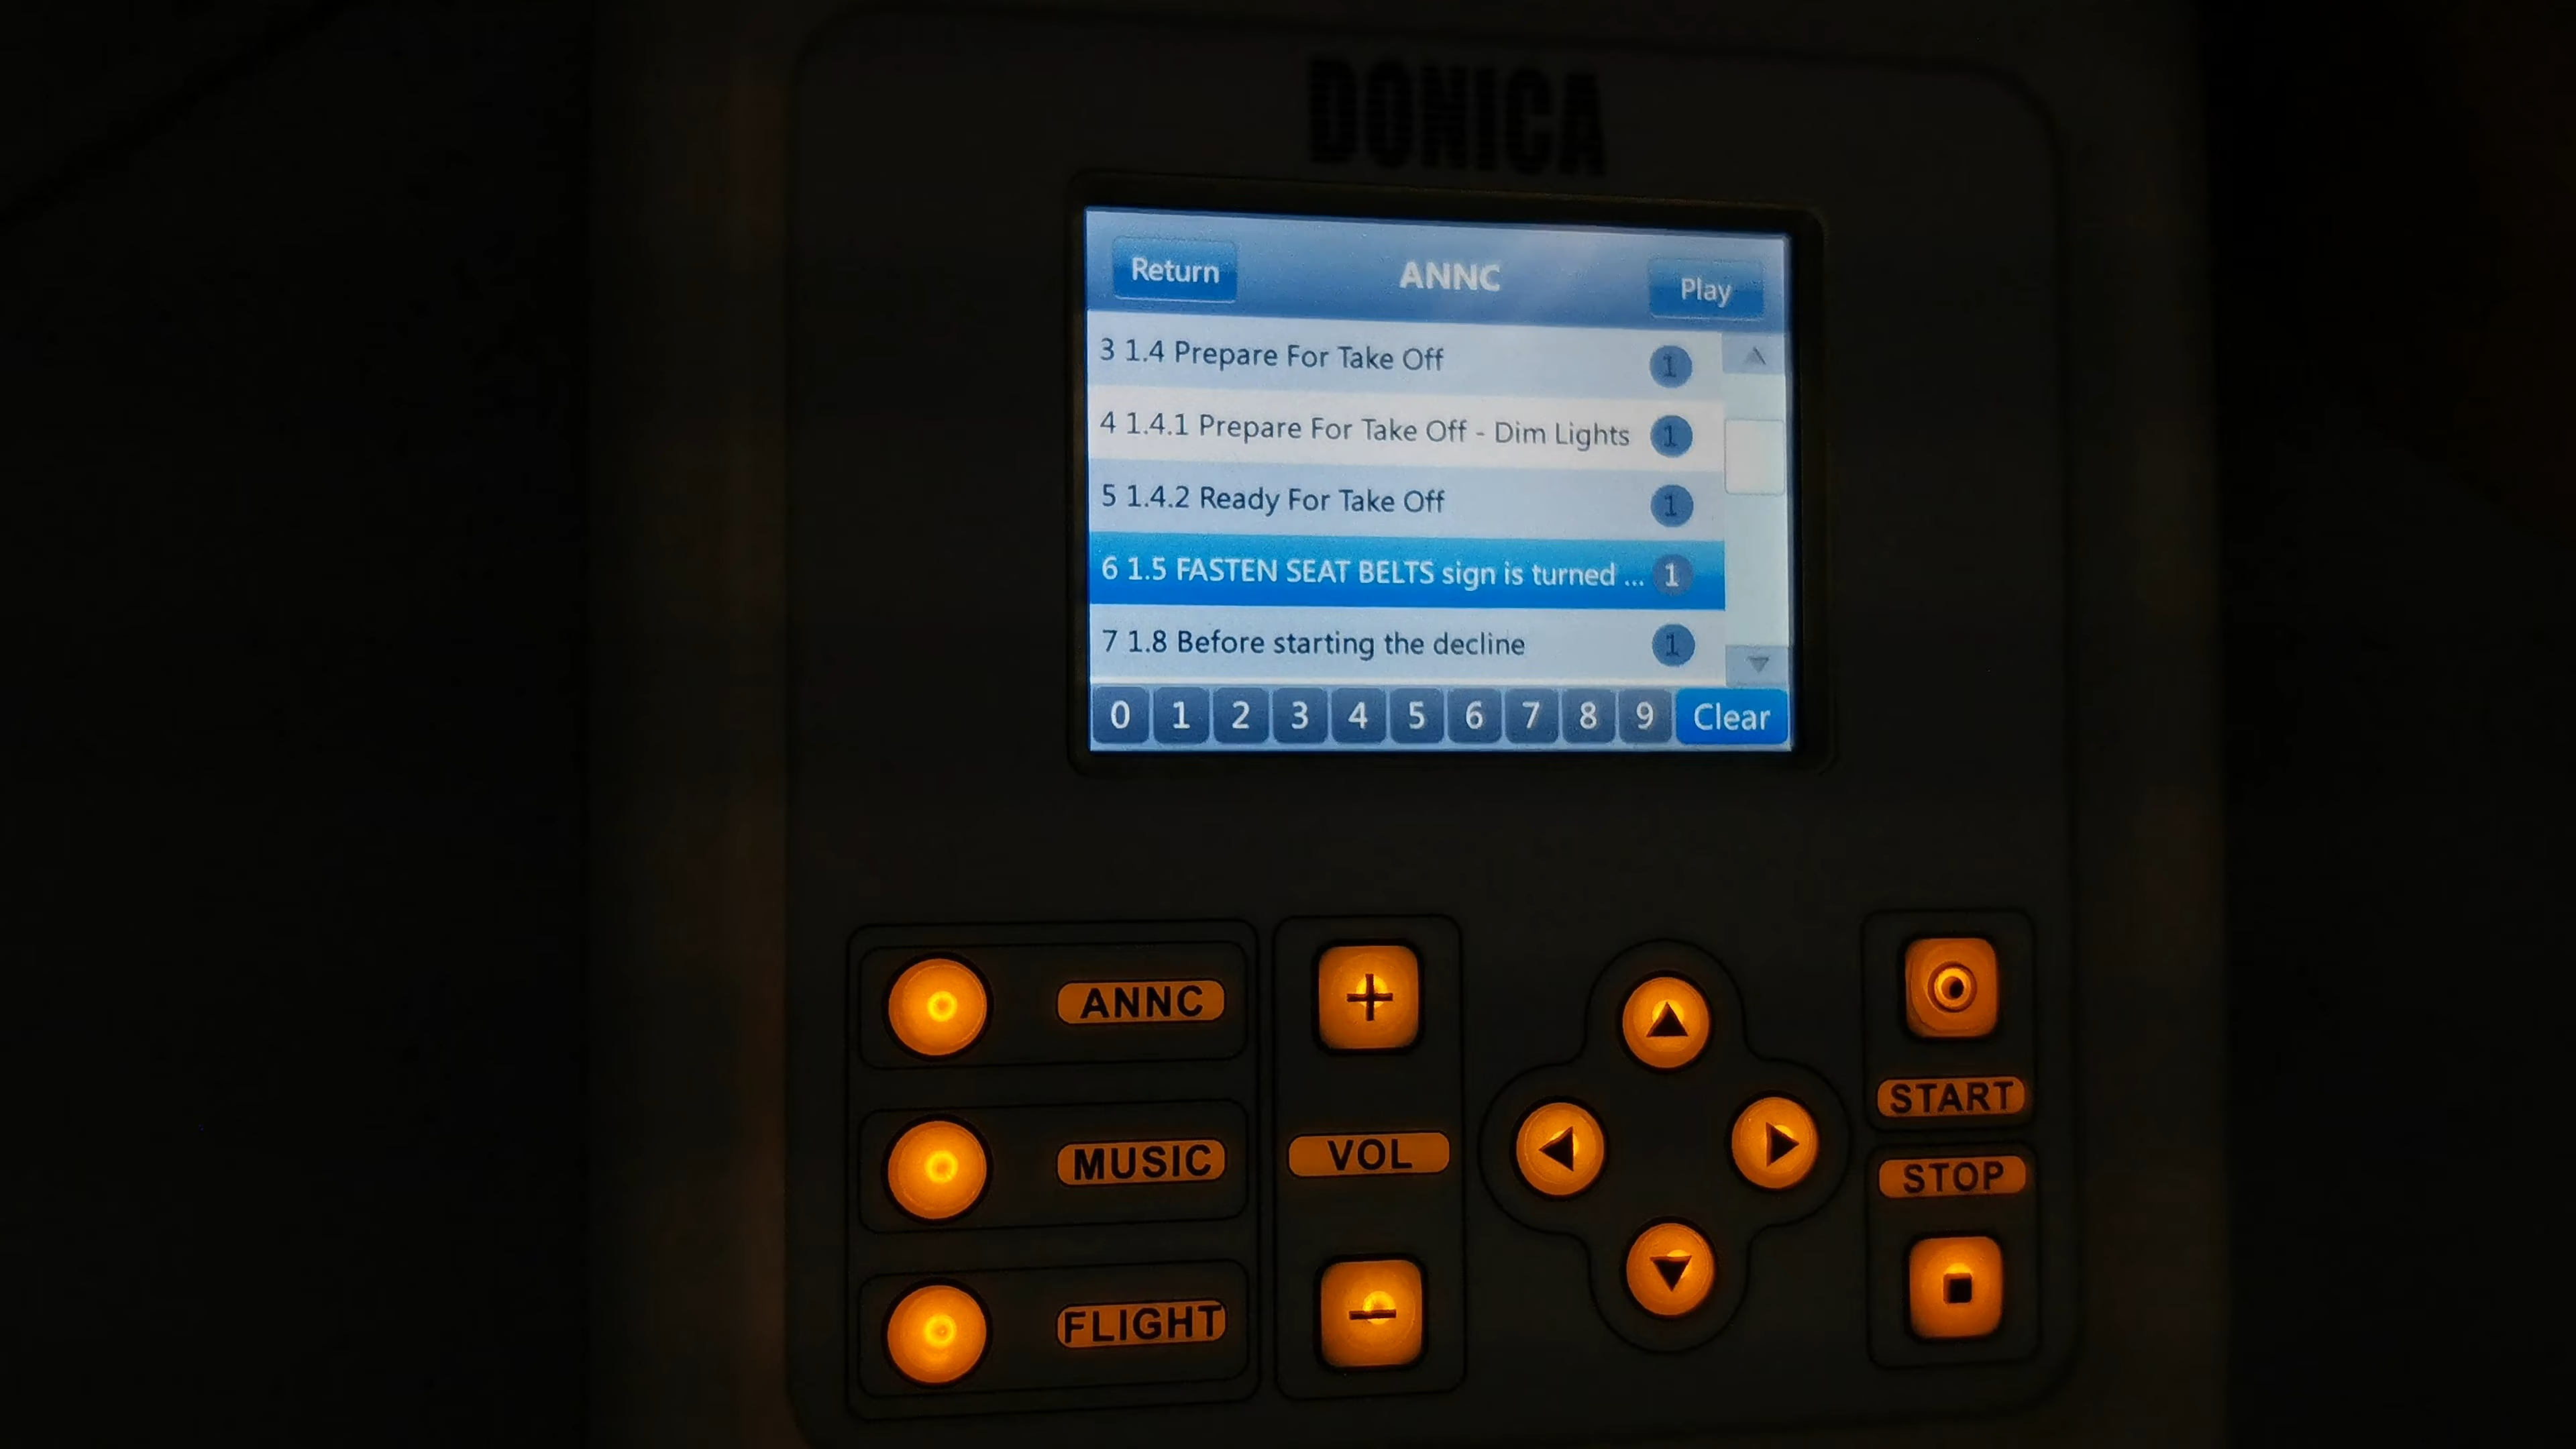 DONICA
Return ANNC Play
3 1.4 Prepare For Take Off 1
4 1.4.1 Prepare For Take Off - Dim Lights 1
5 1.4.2 Ready For Take Off 1
6 1.5 FASTEN SEAT BELTS sign is turned ... 1
7 1.8 Before starting the decline 1
0 1 2 3 4 5 6 7 8 9 Clear
ANNC
MUSIC
FLIGHT
+
VOL
−
START
STOP